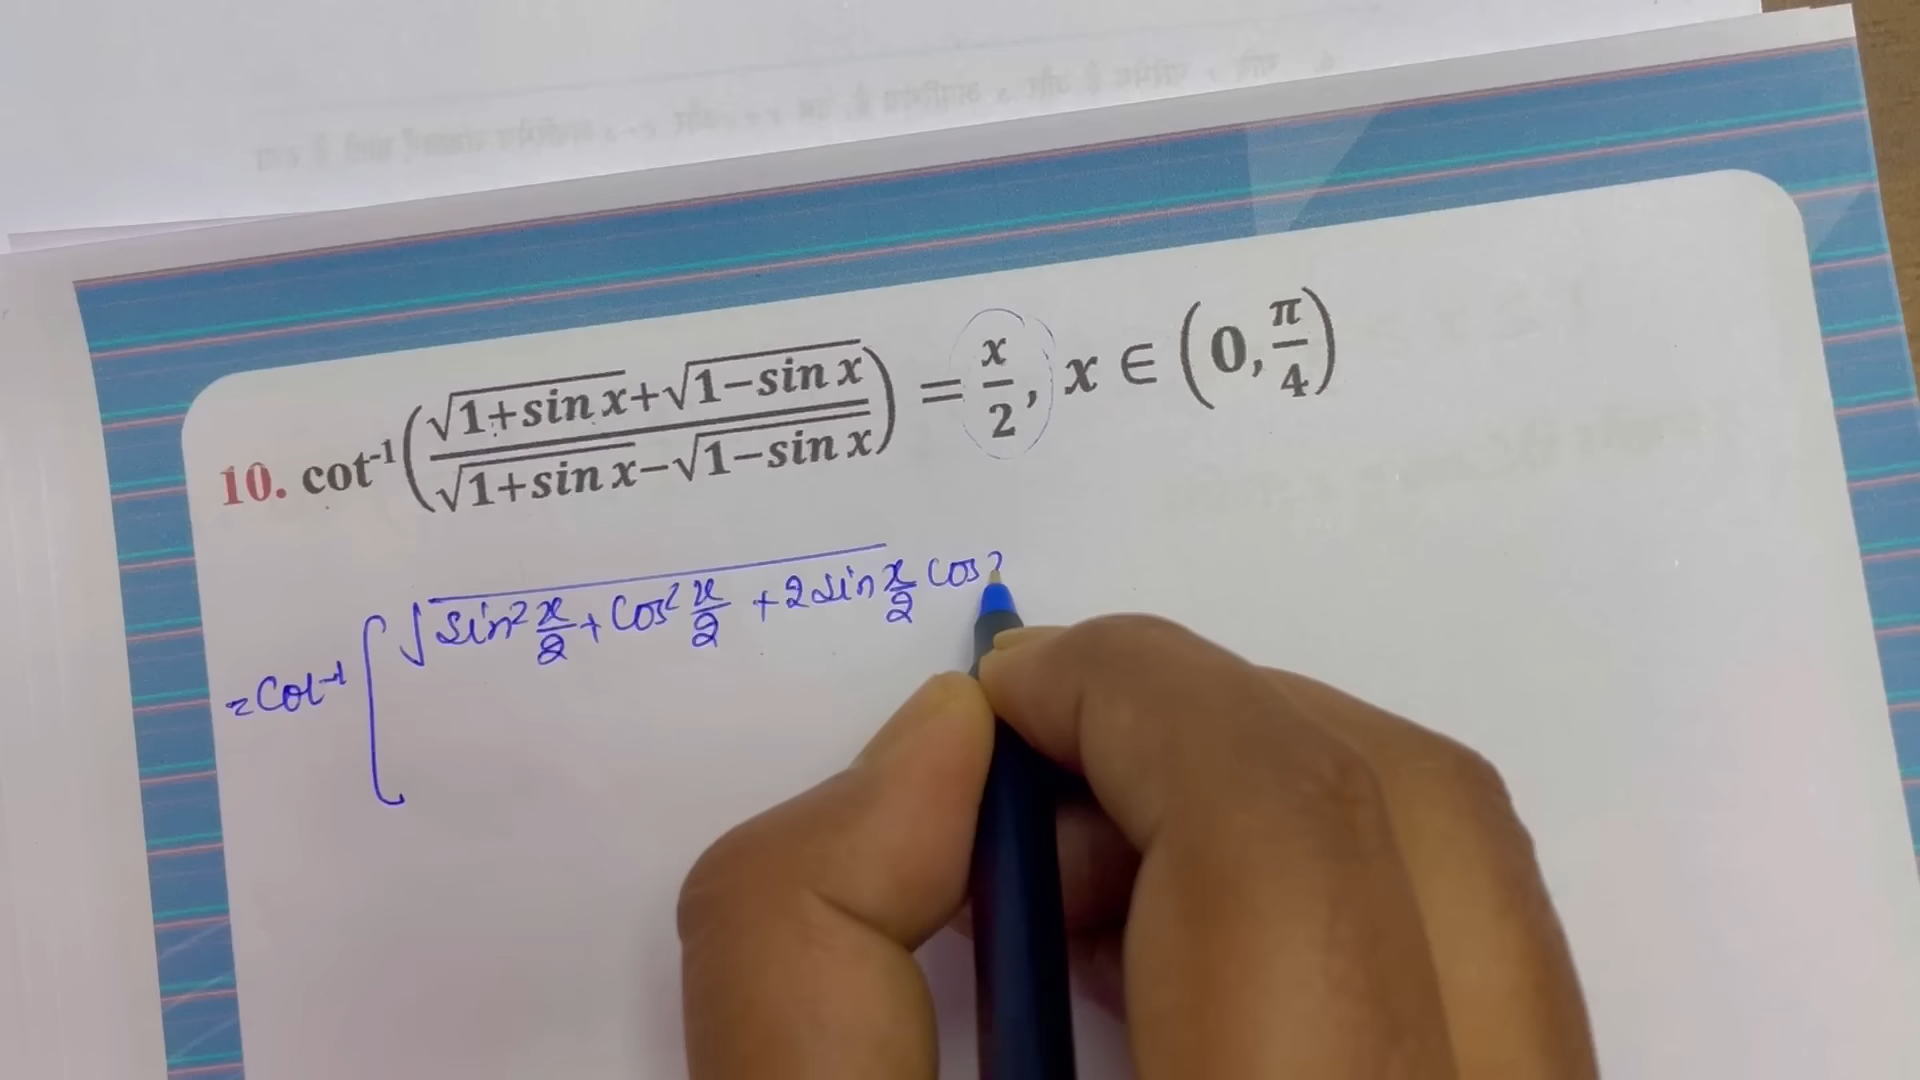 10. cot⁻¹((√(1+sin x)+√(1−sin x))/(√(1+sin x)−√(1−sin x))) = x/2, x ∈ (0, π/4)
= Cot⁻¹ [ √(sin² x/2 + Cos² x/2 + 2 sin x/2 Cos